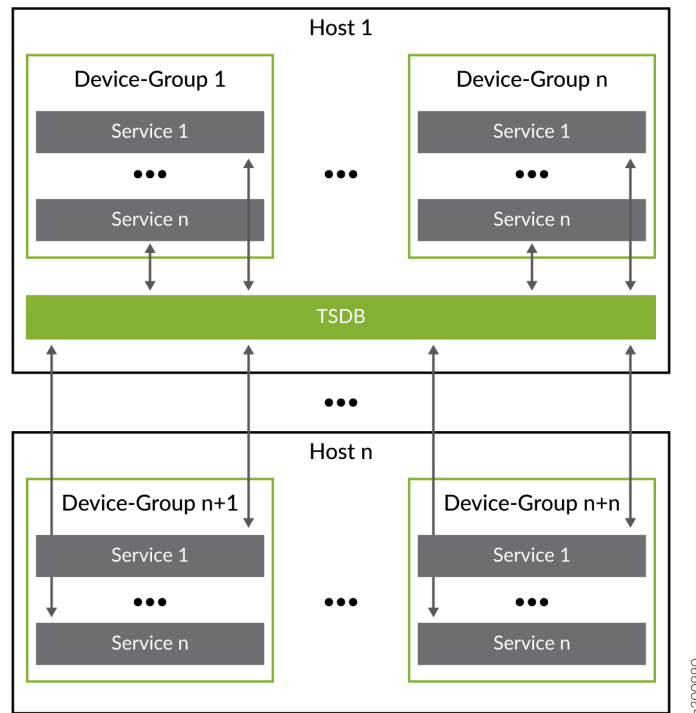 Host 1
Device-Group 1
Device-Group n
Service 1
Service 1
Service n
Service n
TSDB
Host n
Device-Group n+1
Device-Group n+n
Service 1
Service 1
Service n
Service n